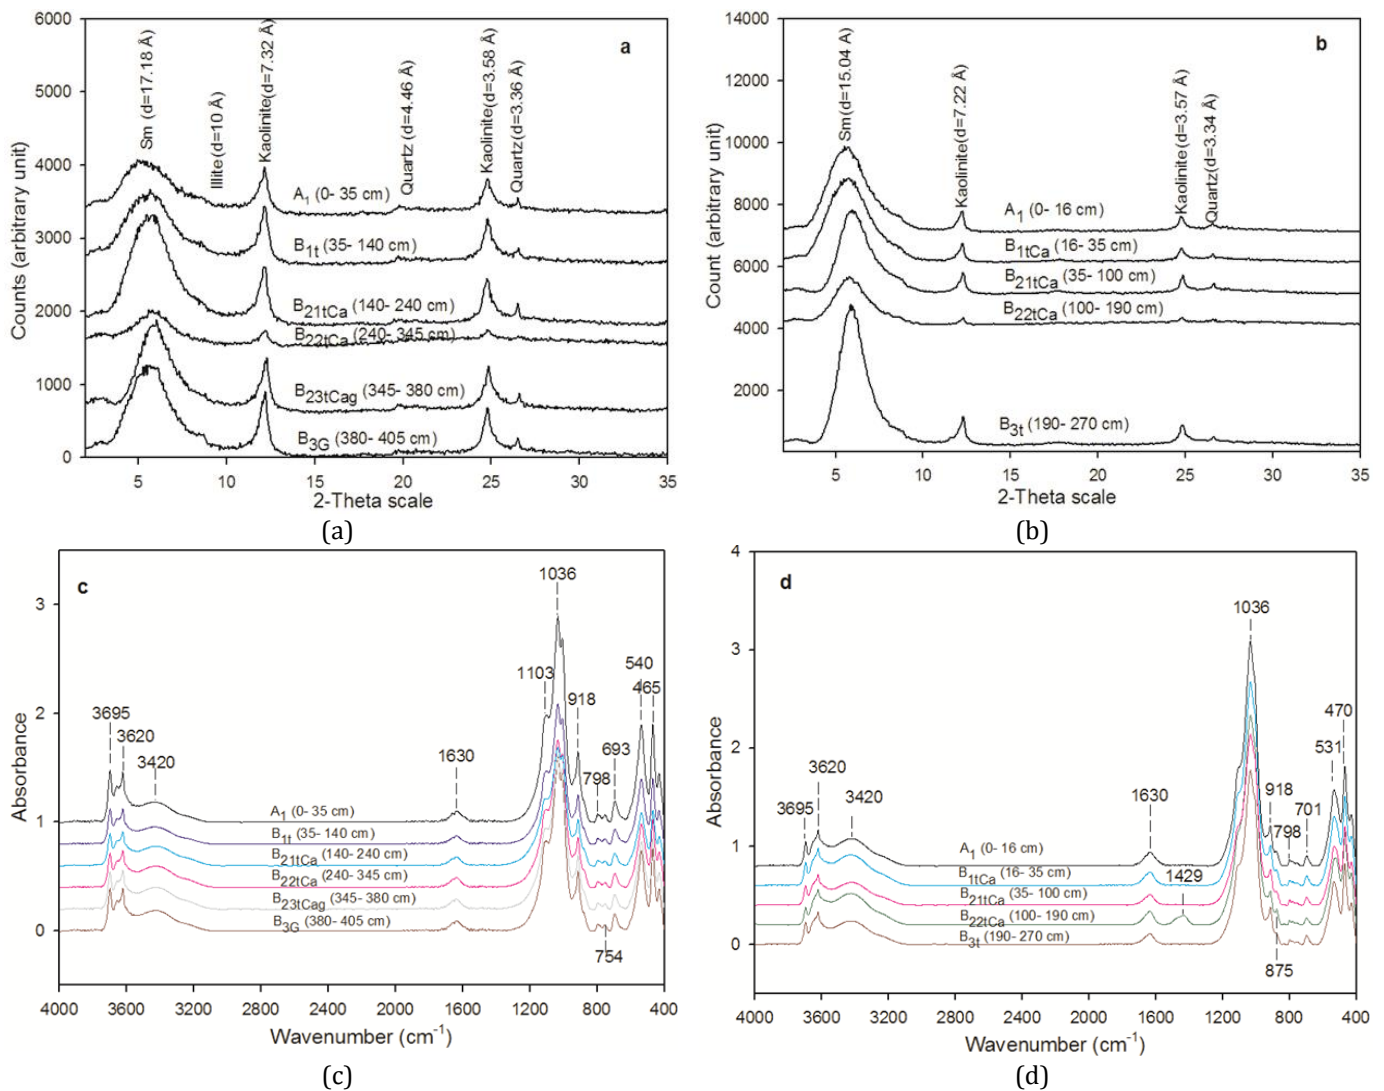 a
Counts (arbitrary unit)
6000
5000
4000
3000
2000
1000
0
Sm (d=17.18 Å)
Illite (d=10 Å)
Kaolinite(d=7.32 Å)
Quartz (d=4.46 Å)
Kaolinite(d=3.58 Å)
Quartz(d=3.36 Å)
A1 (0- 35 cm)
B1t (35- 140 cm)
B21tCa (140- 240 cm)
B22tCa (240- 345 cm)
B23tCag (345- 380 cm)
B3G (380- 405 cm)
5 10 15 20 25 30 35
2-Theta scale
(a)
b
Count (arbitrary unit)
14000
12000
10000
8000
6000
4000
2000
Sm(d=15.04 Å)
Kaolinite(d=7.22 Å)
Kaolinite(d=3.57 Å)
Quartz(d=3.34 Å)
A1 (0- 16 cm)
B1tCa (16- 35 cm)
B21tCa (35- 100 cm)
B22tCa (100- 190 cm)
B3t (190- 270 cm)
5 10 15 20 25 30 35
2-Theta scale
(b)
c
Absorbance
3
2
1
0
3695
3620
3420
1630
1103
1036
918
798
754
693
540
465
A1 (0- 35 cm)
B1t (35- 140 cm)
B21tCa (140- 240 cm)
B22tCa (240- 345 cm)
B23tCag (345- 380 cm)
B3G (380- 405 cm)
4000 3600 3200 2800 2400 2000 1600 1200 800 400
Wavenumber (cm-1)
(c)
d
Absorbance
4
3
2
1
0
3695
3620
3420
1630
1429
1036
918
875
798
701
531
470
A1 (0- 16 cm)
B1tCa (16- 35 cm)
B21tCa (35- 100 cm)
B22tCa (100- 190 cm)
B3t (190- 270 cm)
4000 3600 3200 2800 2400 2000 1600 1200 800 400
Wavenumber (cm-1)
(d)